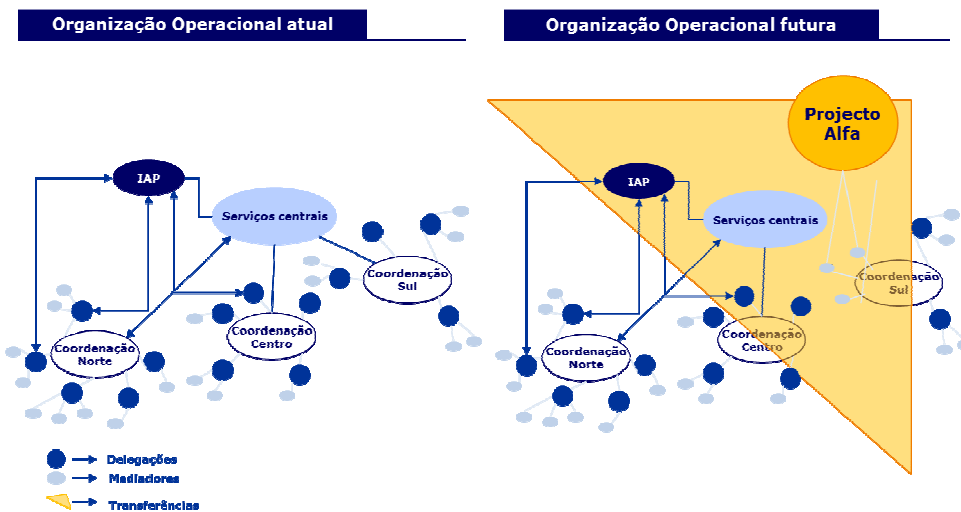 Organização Operacional atual
IAP
Serviços centrais
Coordenação
Sul
Coordenação
Centro
Coordenação
Norte
Delegações
Mediadores
Transferências
Organização Operacional futura
Projecto
Alfa
IAP
Serviços centrais
Coordenação
Sul
Coordenação
Centro
Coordenação
Norte